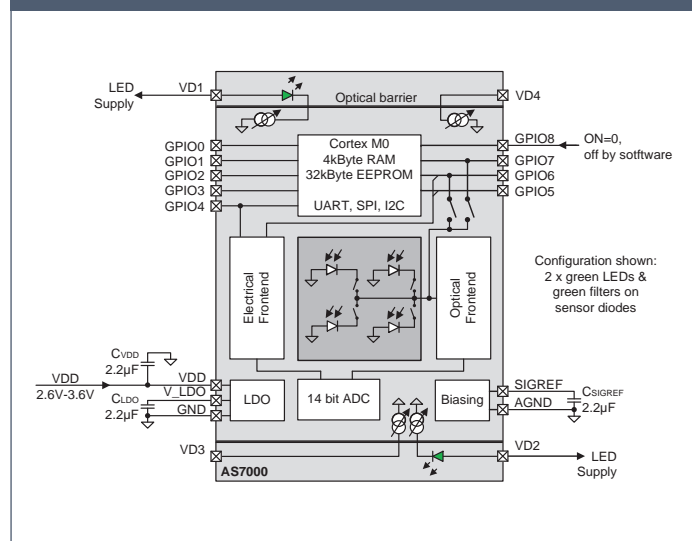 LED
Supply
VD1
Optical barrier
VD4
GPIO0
GPIO1
GPIO2
GPIO3
GPIO4
Cortex M0
4kByte RAM
32kByte EEPROM
UART, SPI, I2C
GPIO8
GPIO7
GPIO6
GPIO5
ON=0,
off by sotftware
Electrical
Frontend
Optical
Frontend
Configuration shown:
2 x green LEDs &
green filters on
sensor diodes
CVDD
2.2µF
VDD
2.6V-3.6V
CLDO
2.2µF
VDD
V_LDO
GND
LDO
14 bit ADC
Biasing
SIGREF
AGND
CSIGREF
2.2µF
VD3
AS7000
VD2
LED
Supply